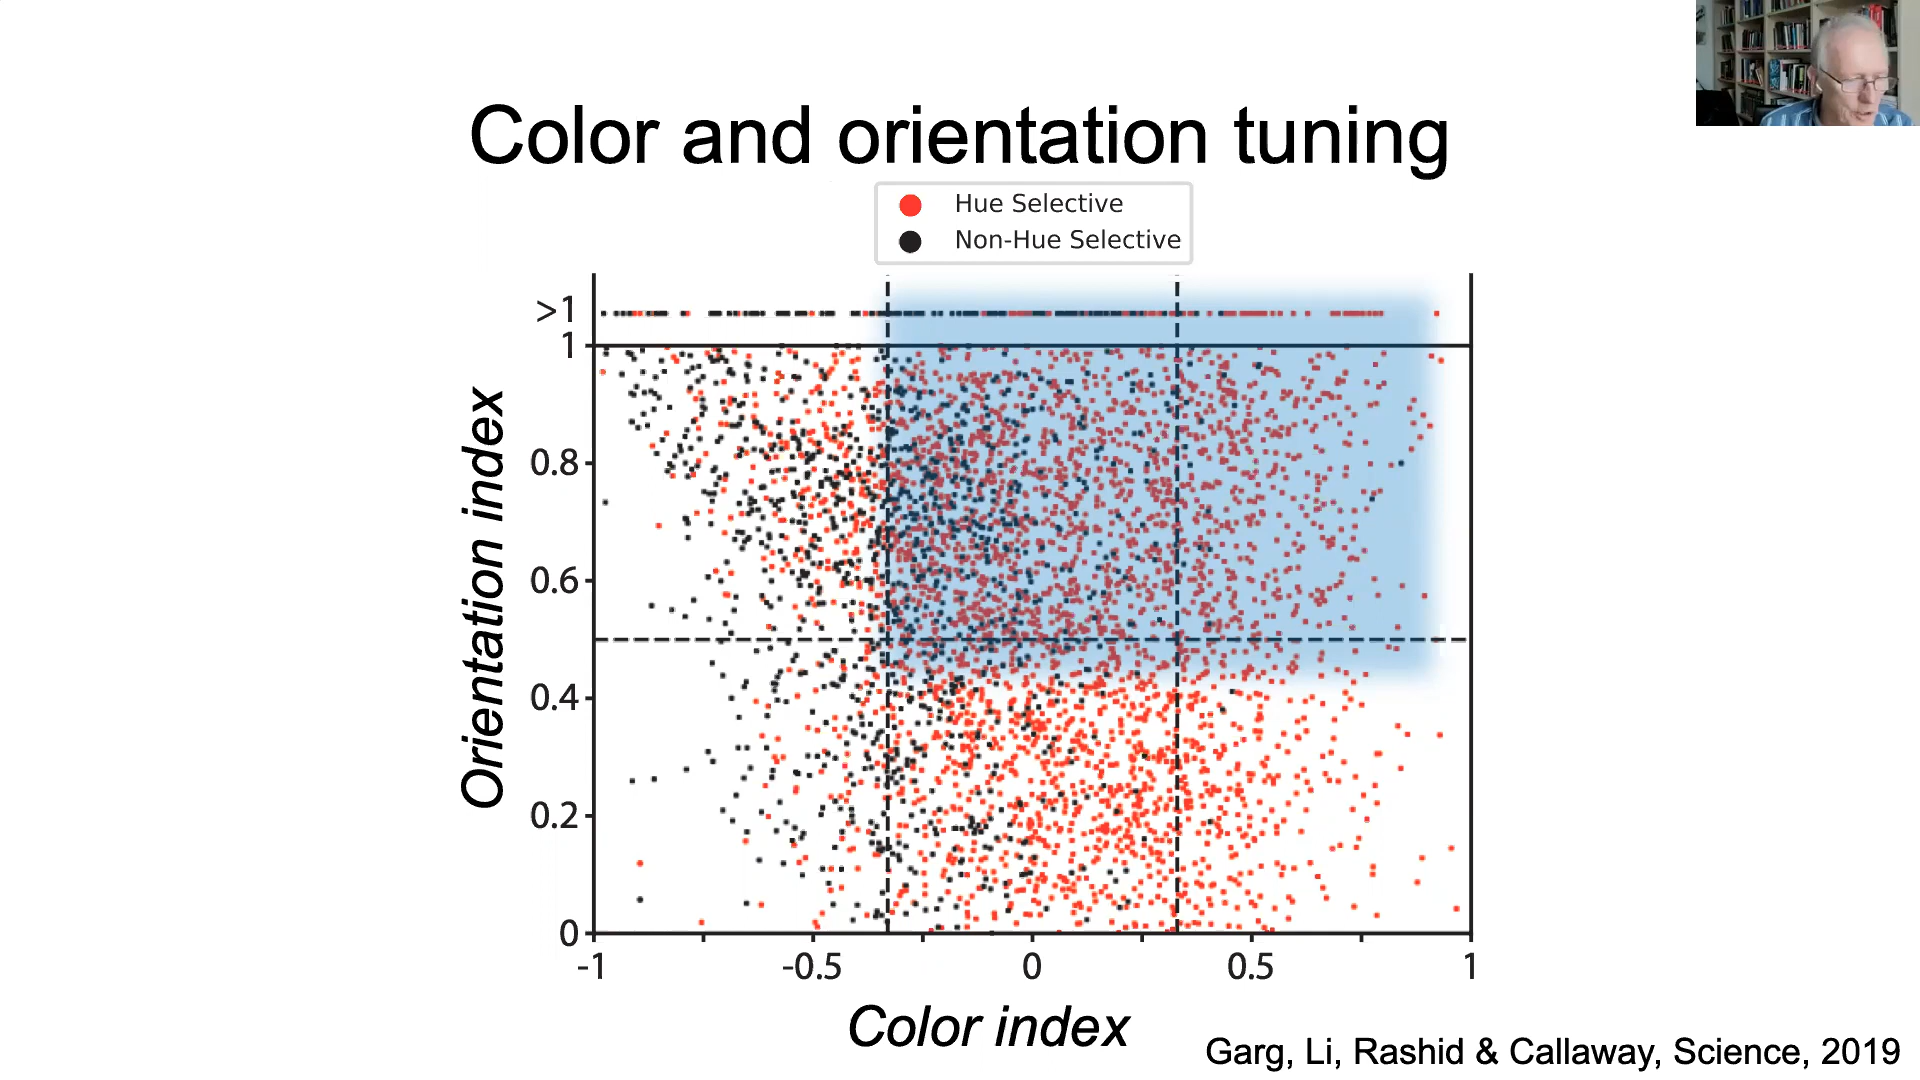 Color and orientation tuning
Hue Selective
Non-Hue Selective
>1
1
0.8
0.6
0.4
0.2
0
Orientation index
-1
-0.5
0
0.5
1
Color index
Garg, Li, Rashid & Callaway, Science, 2019